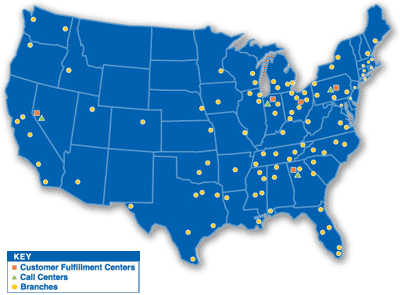 KEY
Customer Fulfillment Centers
Call Centers
Branches